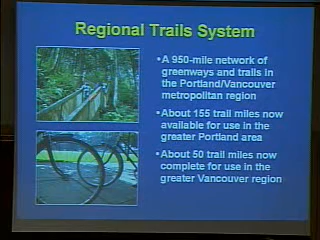 Regional Trails System
•A 950-mile network of
greenways and trails in
the Portland/Vancouver
metropolitan region
•About 155 trail miles now
available for use in the
greater Portland area
•About 50 trail miles now
complete for use in the
greater Vancouver region